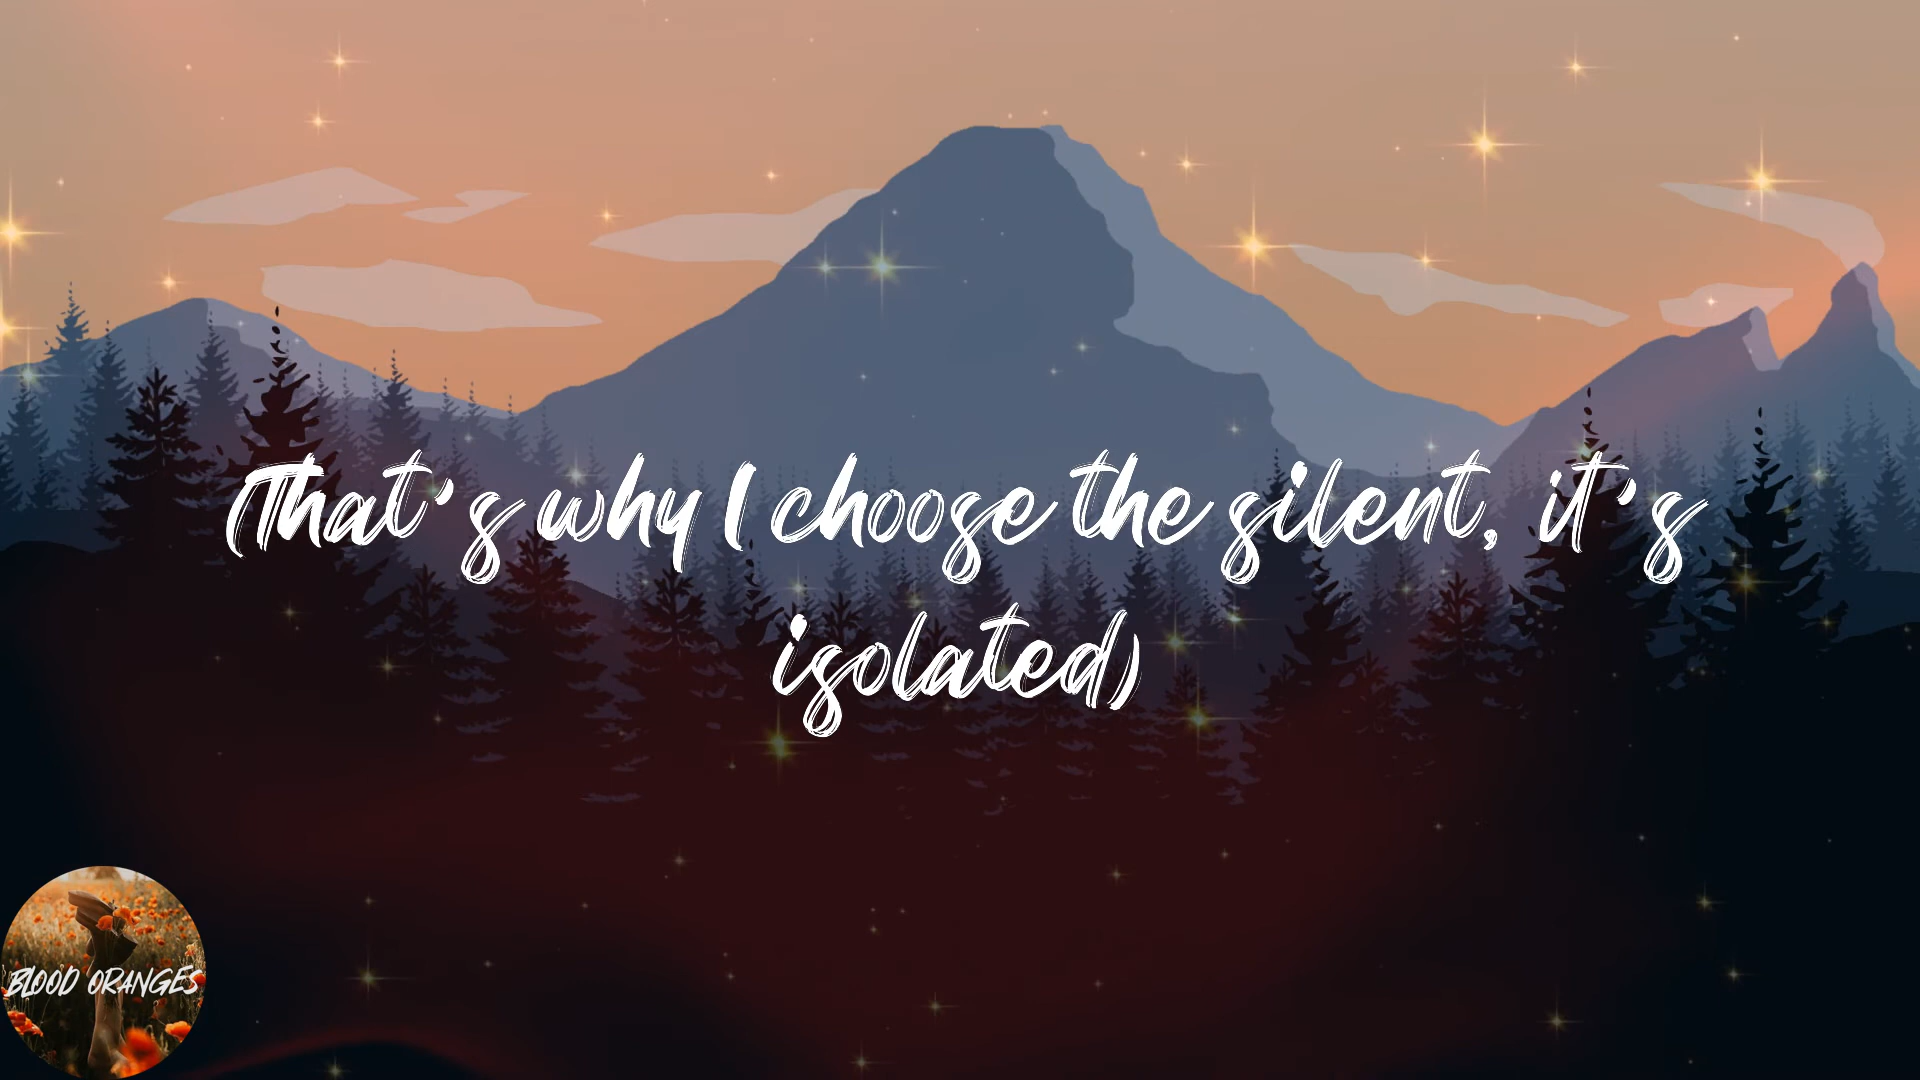 (That's why I choose the silent, it's
isolated)
BLOOD ORANGES